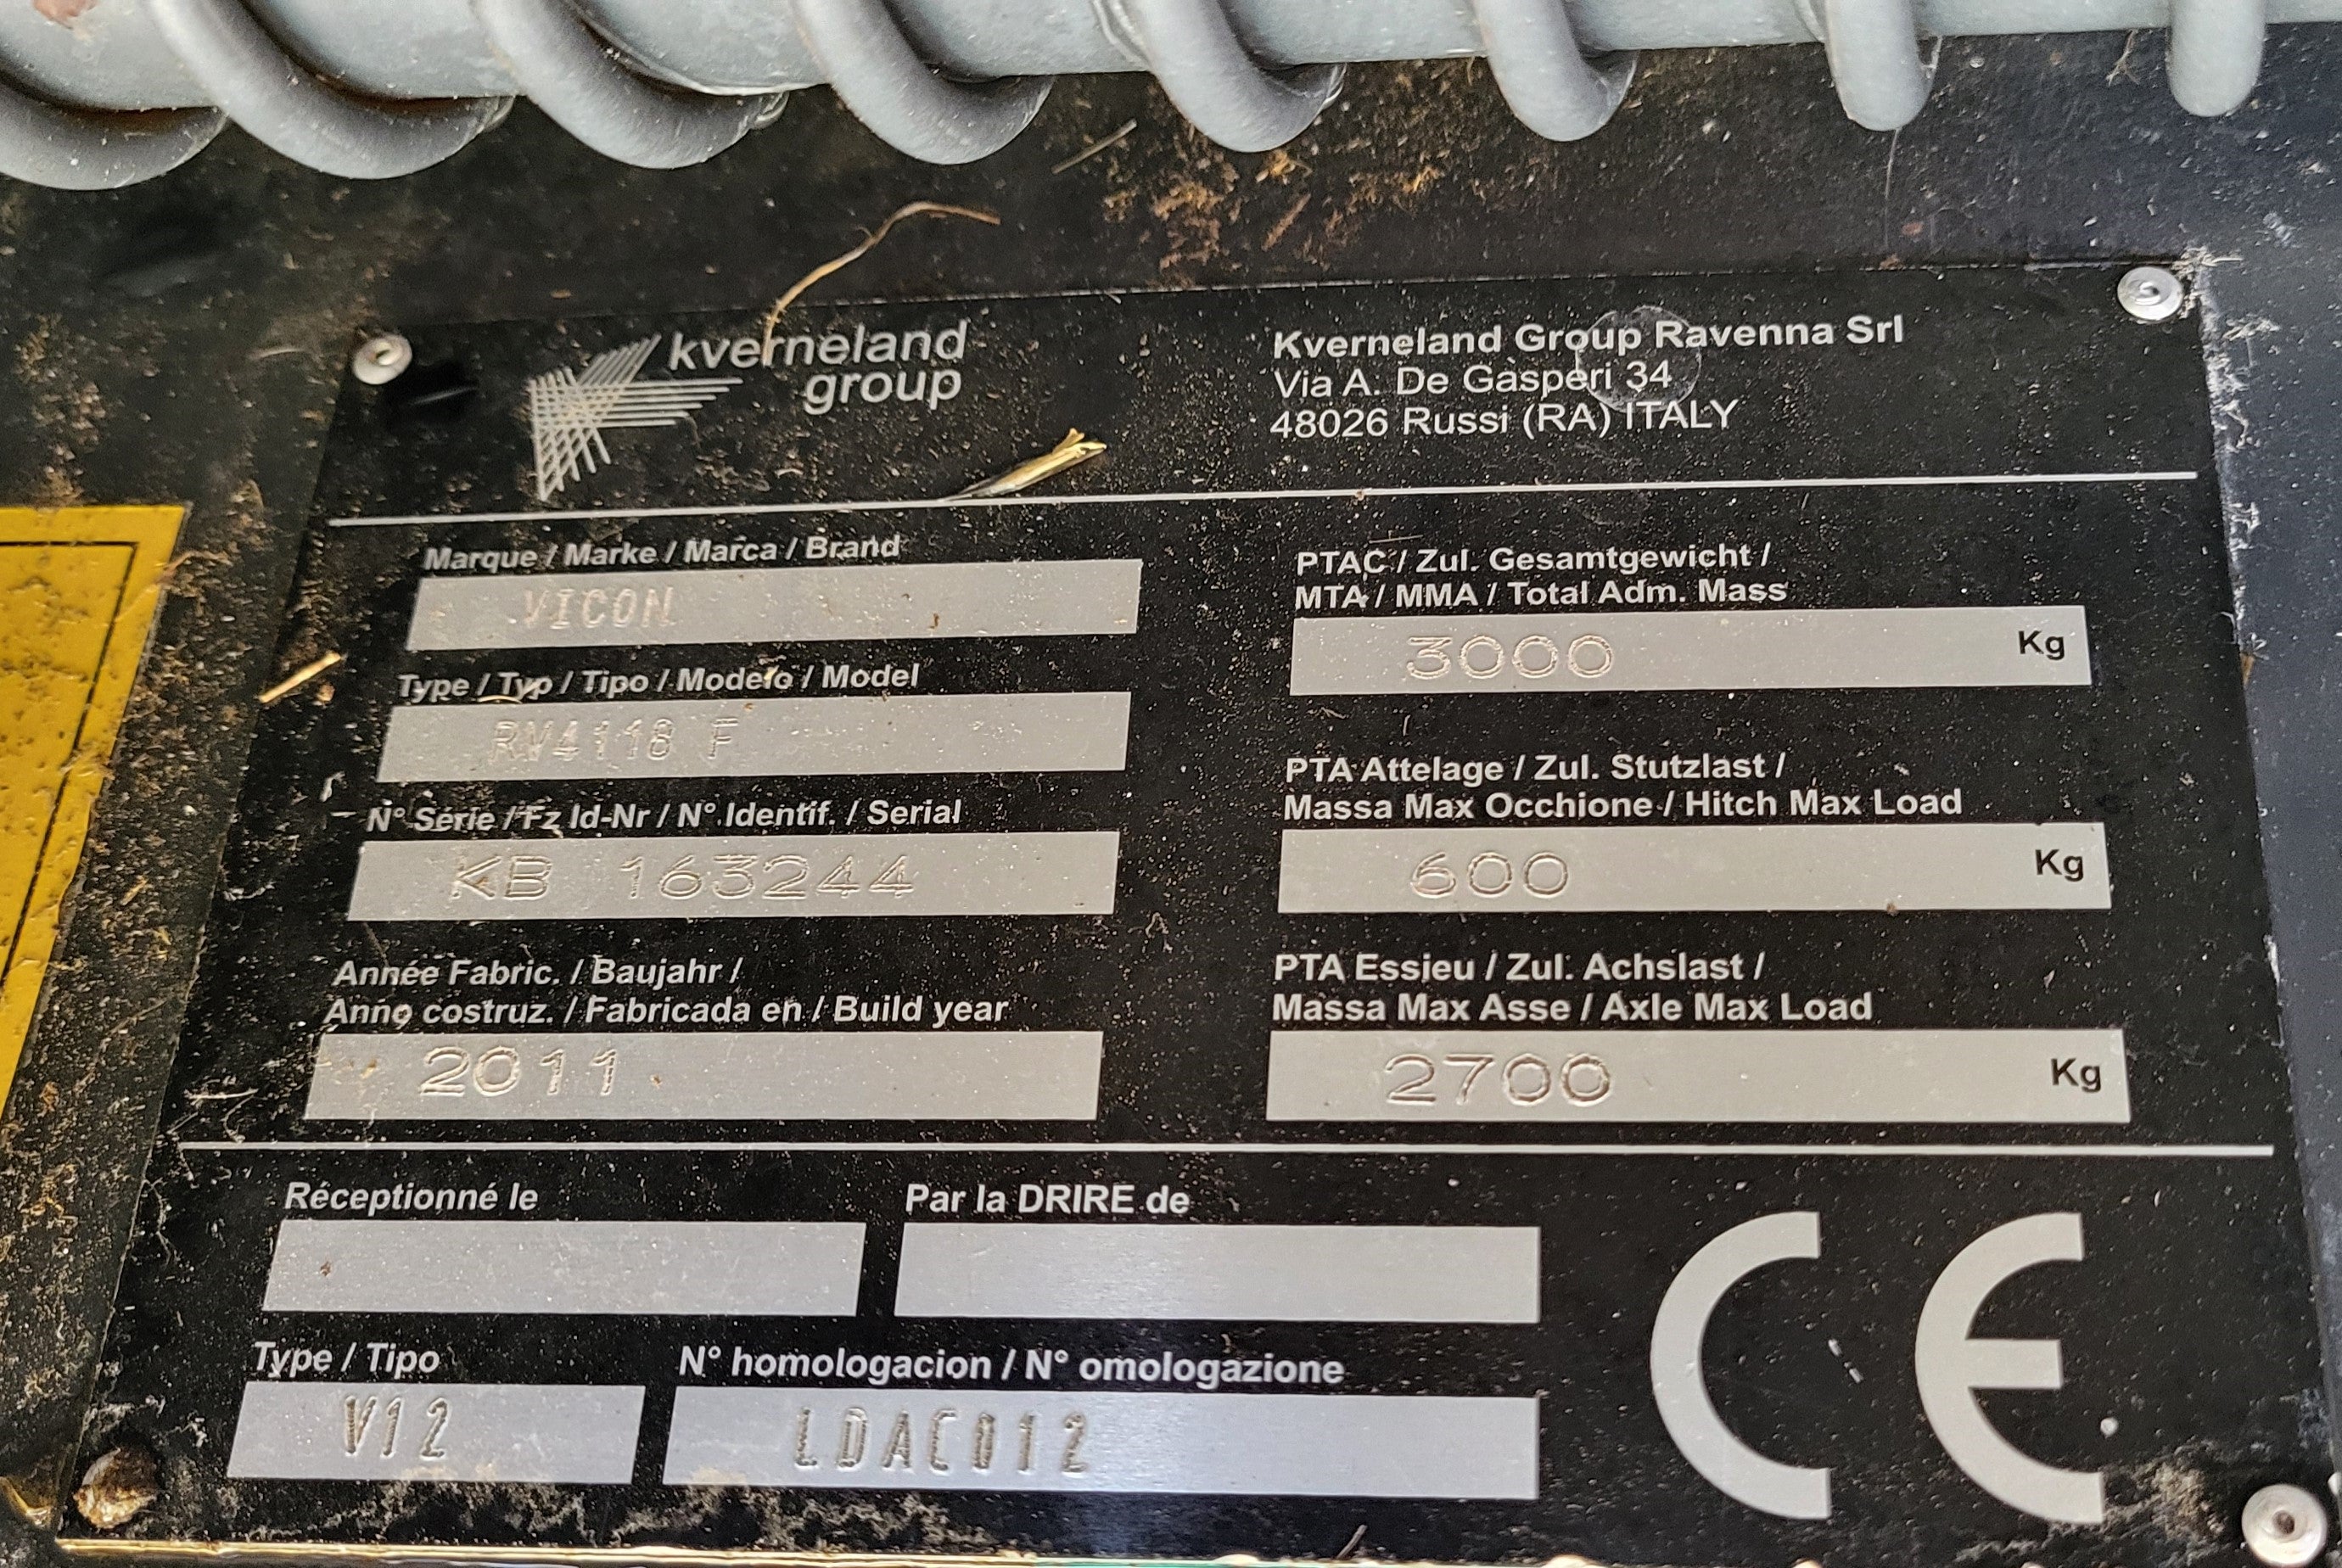 kverneland
group
Kverneland Group Ravenna Srl
Via A. De Gasperi 34
48026 Russi (RA) ITALY
Marque / Marke / Marca / Brand
VICON
Type / Typ / Tipo / Modelo / Model
RV4118 F
N° Série / Fz Id-Nr / N° Identif. / Serial
KB 163244
Année Fabric. / Baujahr /
Anno costruz. / Fabricada en / Build year
2011
PTAC / Zul. Gesamtgewicht /
MTA / MMA / Total Adm. Mass
3000 Kg
PTA Attelage / Zul. Stutzlast /
Massa Max Occhione / Hitch Max Load
600 Kg
PTA Essieu / Zul. Achslast /
Massa Max Asse / Axle Max Load
2700 Kg
Réceptionné le
Par la DRIRE de
Type / Tipo
V12
N° homologacion / N° omologazione
LDAC012
CE